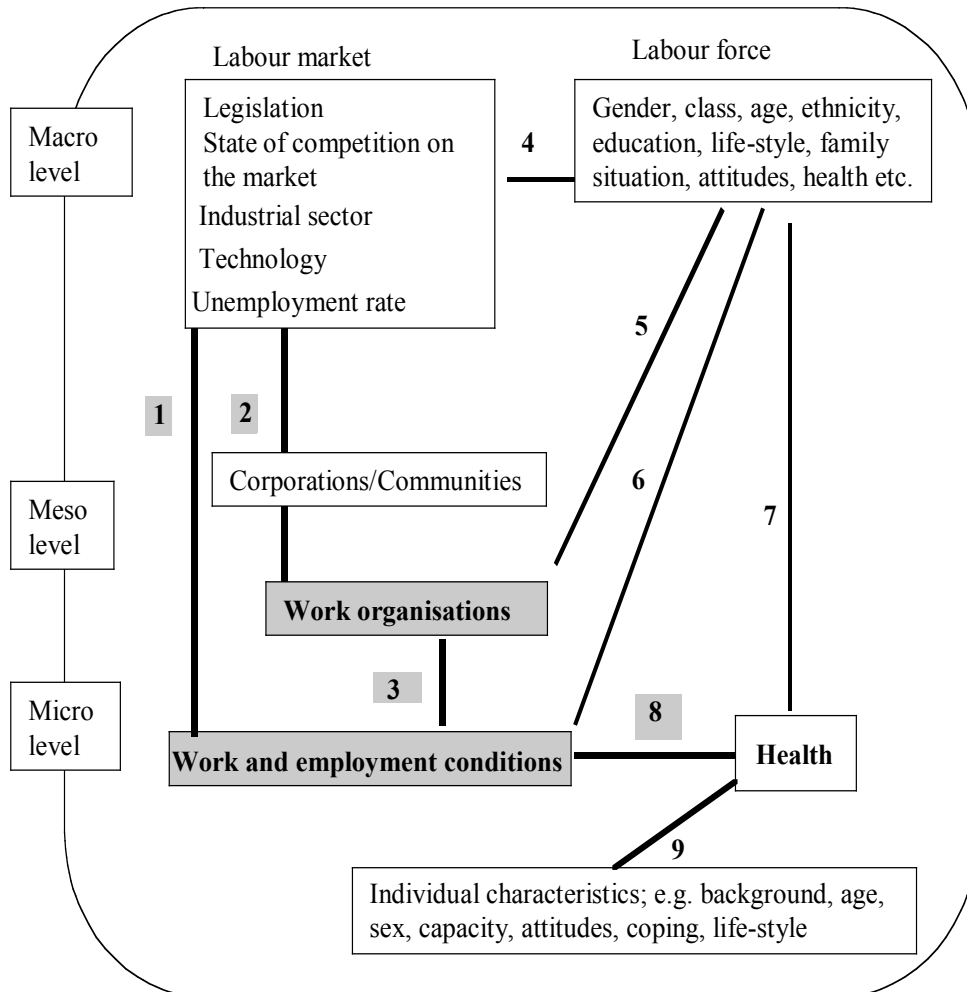 Labour market
Labour force
Macro
level
Legislation
State of competition on
the market
Industrial sector
Technology
Unemployment rate
4
Gender, class, age, ethnicity,
education, life-style, family
situation, attitudes, health etc.
1
2
5
6
7
Meso
level
Corporations/Communities
Work organisations
3
Micro
level
Work and employment conditions
8
Health
9
Individual characteristics; e.g. background, age,
sex, capacity, attitudes, coping, life-style